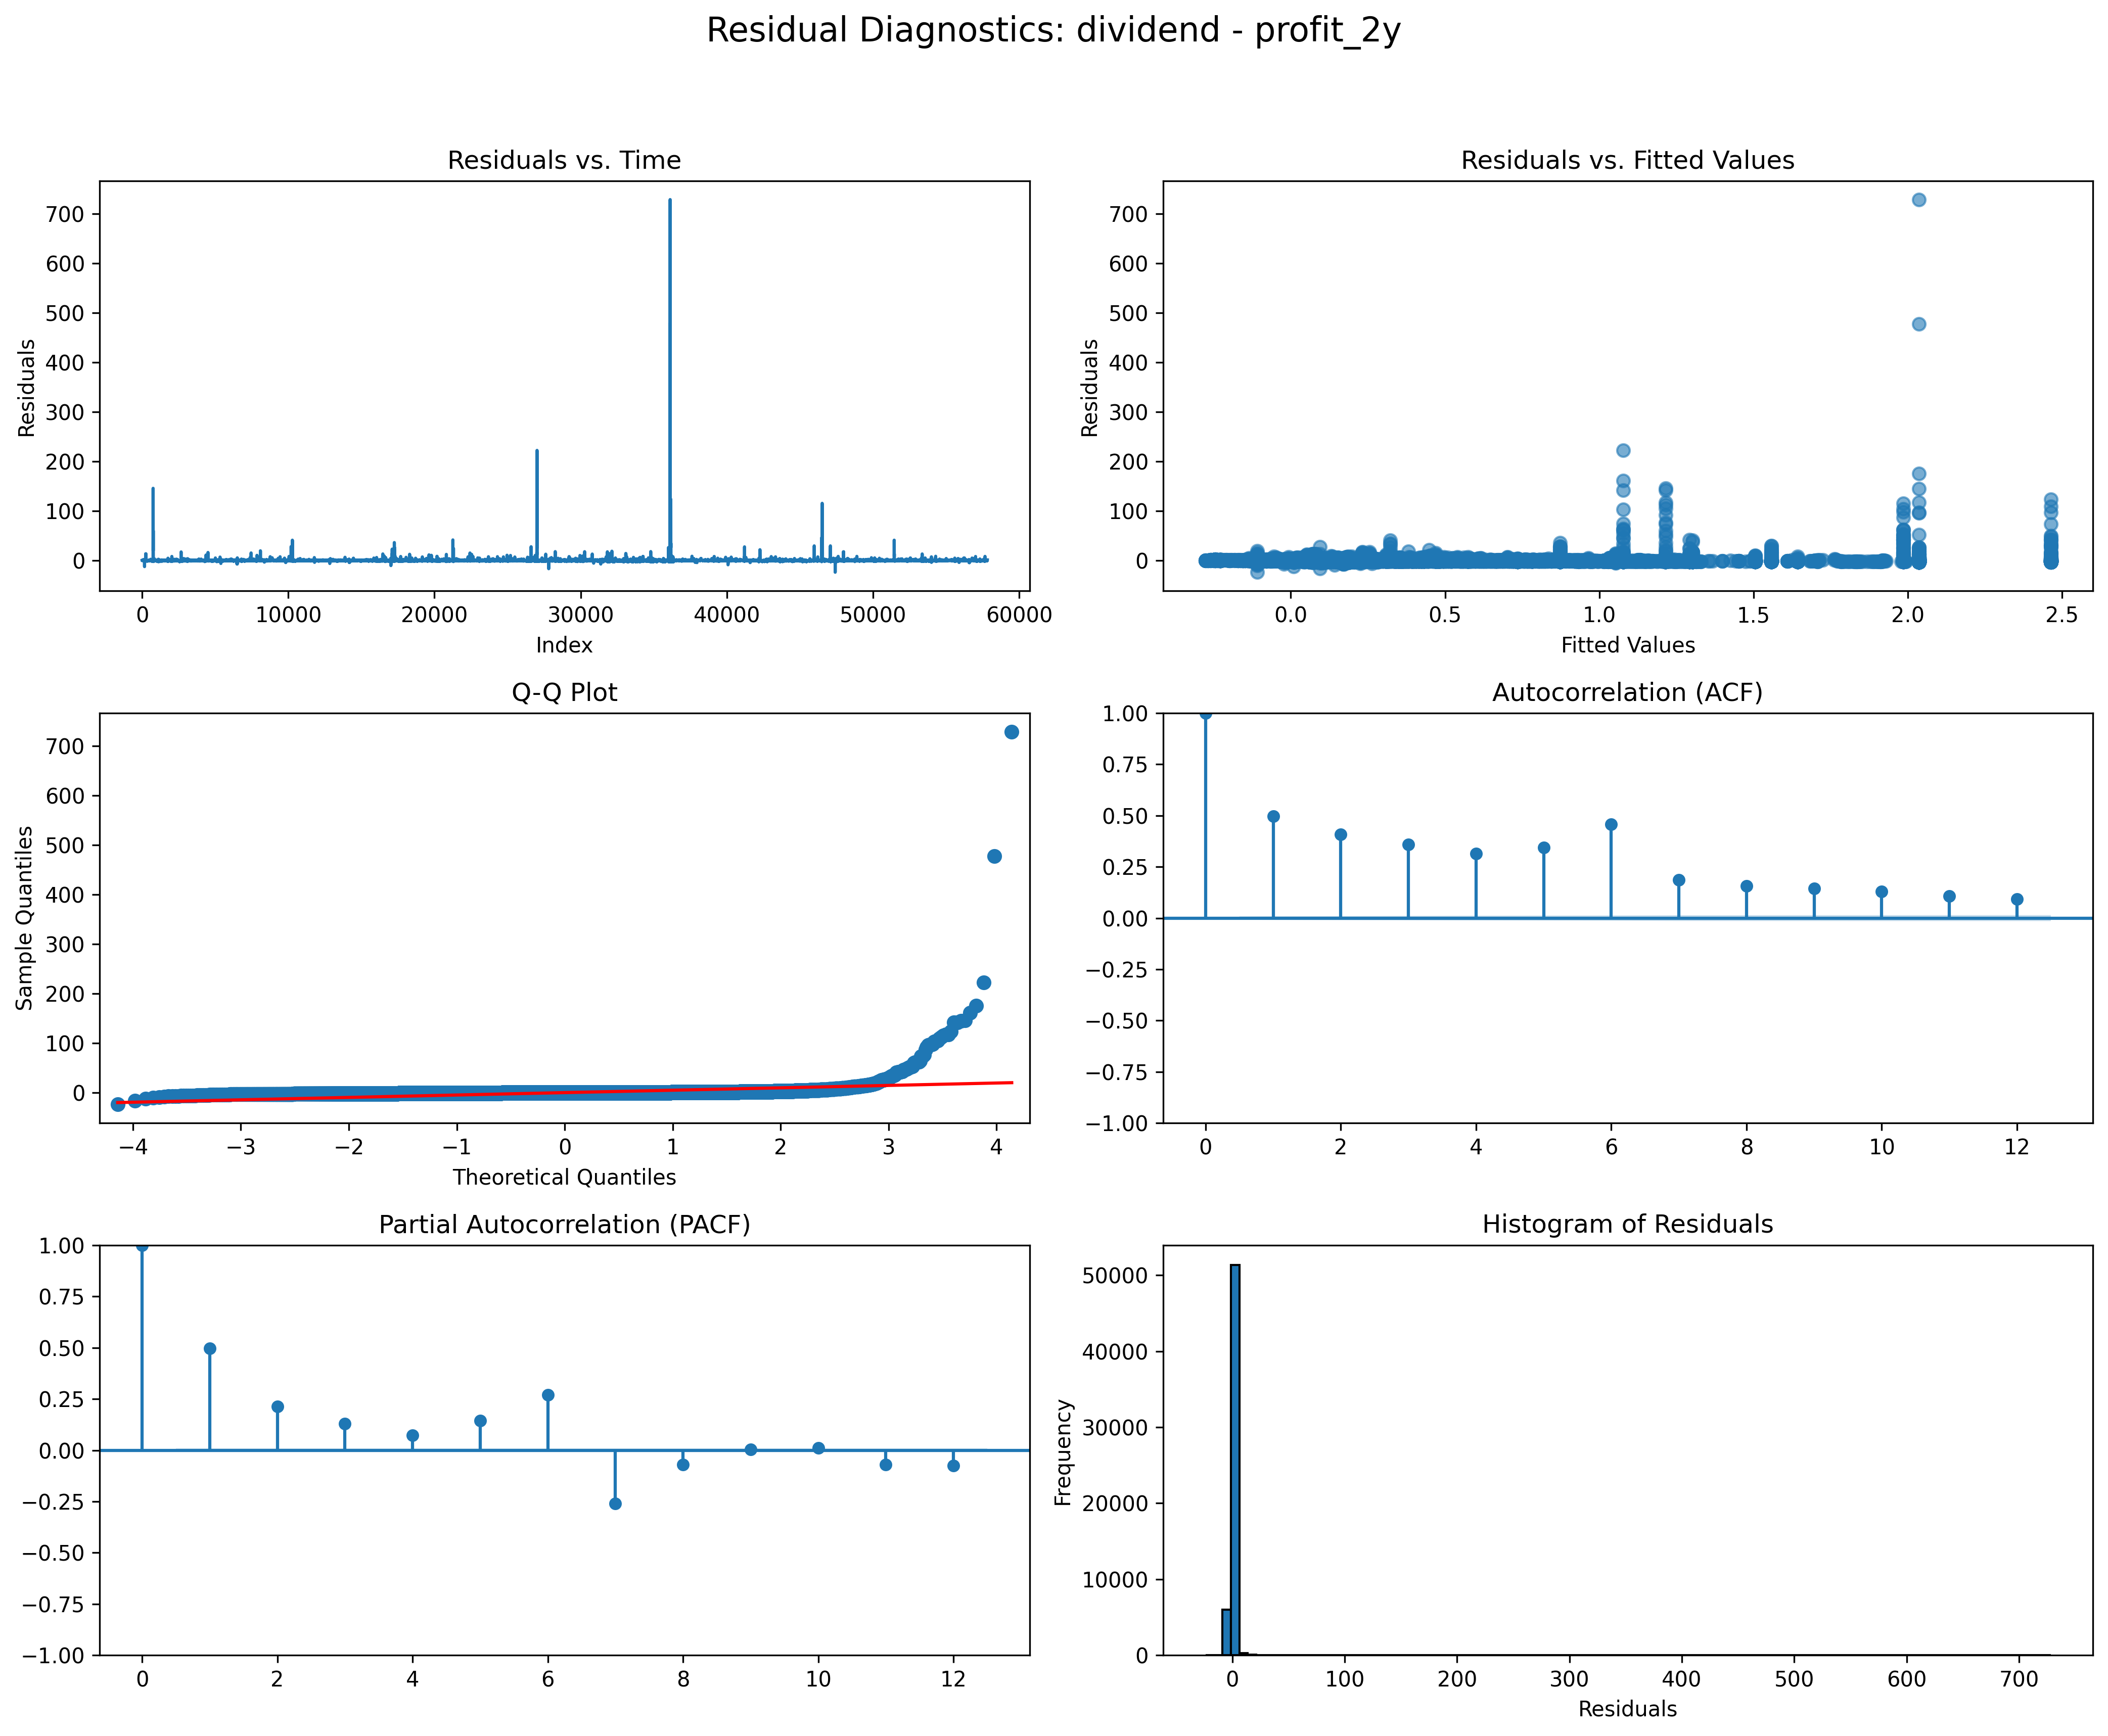 Residual Diagnostics: dividend - profit_2y
Residuals vs. Time
Residuals
700
600
500
400
300
200
100
0
0 10000 20000 30000 40000 50000 60000
Index
Residuals vs. Fitted Values
Residuals
700
600
500
400
300
200
100
0
0.0 0.5 1.0 1.5 2.0 2.5
Fitted Values
Q-Q Plot
Sample Quantiles
700
600
500
400
300
200
100
0
−4 −3 −2 −1 0 1 2 3 4
Theoretical Quantiles
Autocorrelation (ACF)
1.00
0.75
0.50
0.25
0.00
−0.25
−0.50
−0.75
−1.00
0 2 4 6 8 10 12
Partial Autocorrelation (PACF)
1.00
0.75
0.50
0.25
0.00
−0.25
−0.50
−0.75
−1.00
0 2 4 6 8 10 12
Histogram of Residuals
Frequency
50000
40000
30000
20000
10000
0
0 100 200 300 400 500 600 700
Residuals